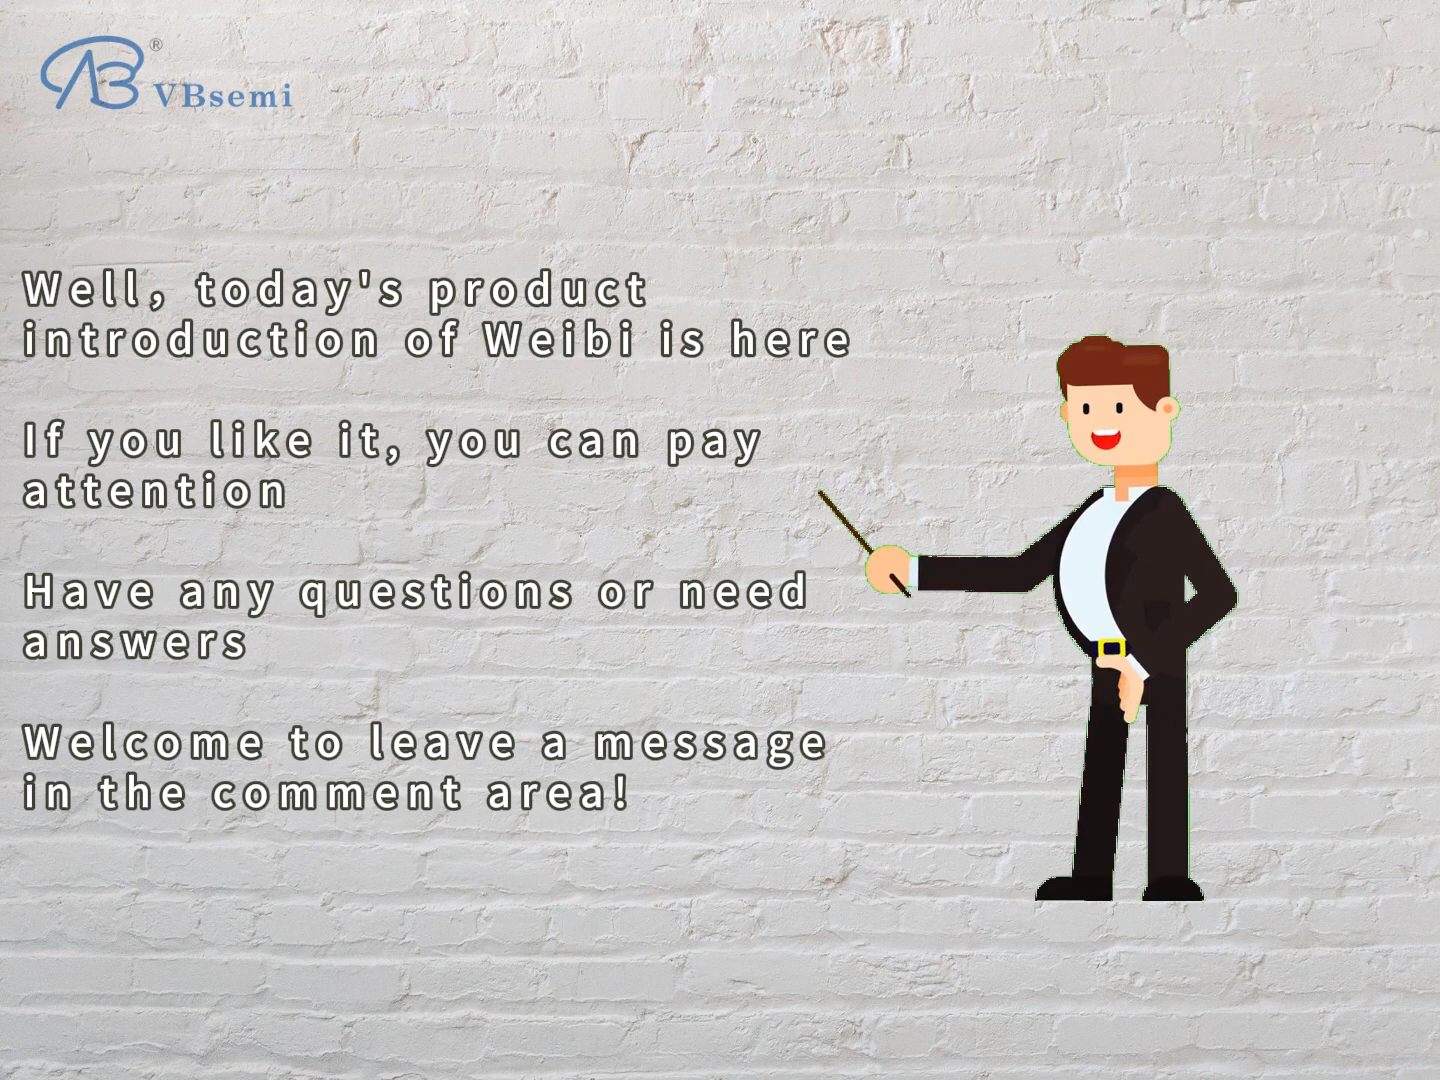 ®
VBsemi
Well, today's product
introduction of Weibi is here
If you like it, you can pay
attention
Have any questions or need
answers
Welcome to leave a message
in the comment area!